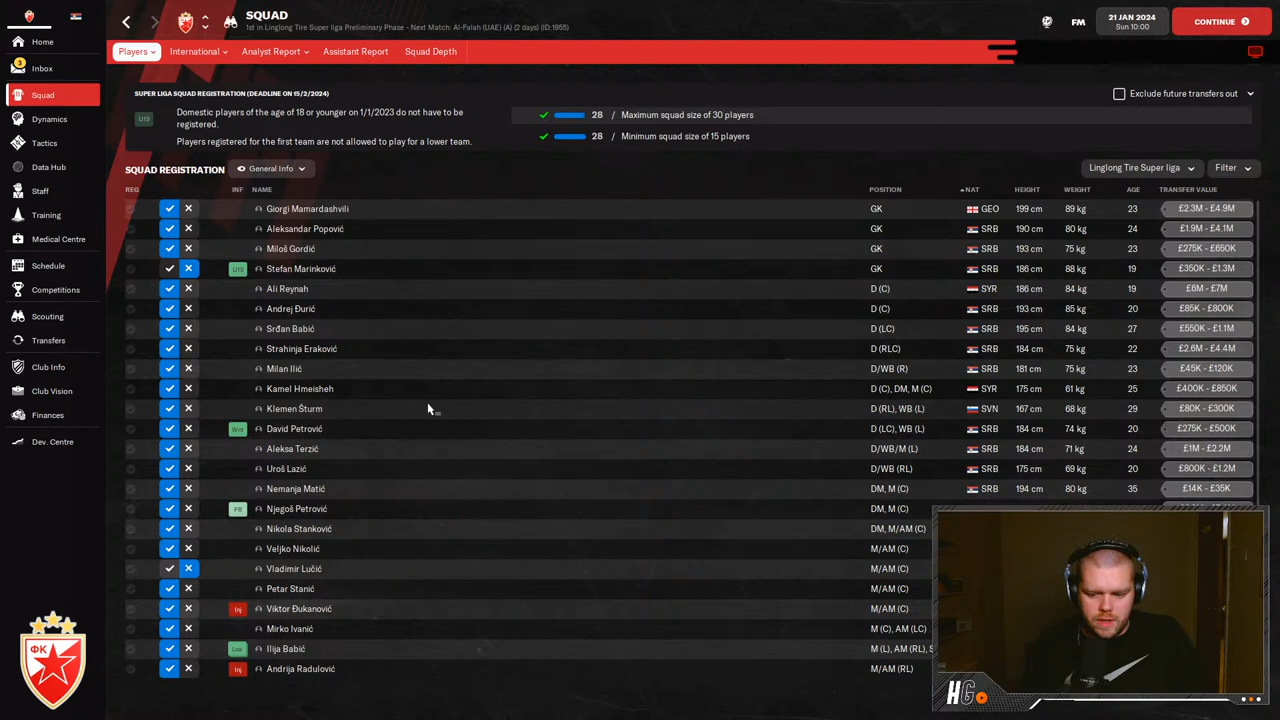 SQUAD
1st in Linglong Tire Super liga Preliminary Phase - Next Match: Al-Falah (UAE) (A) (2 days) (ID:1955)
FM
21 JAN 2024
Sun 10:00
CONTINUE
Home
3
Inbox
Squad
Dynamics
Tactics
Data Hub
Staff
Training
Medical Centre
Schedule
Competitions
Scouting
Transfers
Club Info
Club Vision
Finances
Dev. Centre
Players
International
Analyst Report
Assistant Report
Squad Depth
SUPER LIGA SQUAD REGISTRATION (DEADLINE ON 15/2/2024)
Exclude future transfers out
U19 Domestic players of the age of 18 or younger on 1/1/2023 do not have to be
registered.
Players registered for the first team are not allowed to play for a lower team.
28 / Maximum squad size of 30 players
28 / Minimum squad size of 15 players
SQUAD REGISTRATION
General Info
Linglong Tire Super liga
Filter
REG INF NAME POSITION NAT HEIGHT WEIGHT AGE TRANSFER VALUE
Giorgi Mamardashvili GK GEO 199 cm 89 kg 23 £2.3M - £4.9M
Aleksandar Popović GK SRB 190 cm 80 kg 24 £1.9M - £4.1M
Miloš Gordić GK SRB 193 cm 75 kg 23 £275K - £650K
U19 Stefan Marinković GK SRB 186 cm 88 kg 19 £350K - £1.3M
Ali Reynah D (C) SYR 186 cm 84 kg 19 £6M - £7M
Andrej Đurić D (C) SRB 193 cm 85 kg 20 £85K - £800K
Srđan Babić D (LC) SRB 195 cm 84 kg 27 £550K - £1.1M
Strahinja Eraković D (RLC) SRB 184 cm 75 kg 22 £2.6M - £4.4M
Milan Ilić D/WB (R) SRB 181 cm 75 kg 23 £45K - £120K
Kamel Hmeisheh D (C), DM, M (C) SYR 175 cm 61 kg 25 £400K - £850K
Klemen Šturm D (RL), WB (L) SVN 167 cm 68 kg 29 £80K - £300K
Wnt David Petrović D (LC), WB (L) SRB 184 cm 74 kg 20 £275K - £500K
Aleksa Terzić D/WB/M (L) SRB 184 cm 71 kg 24 £1M - £2.2M
Uroš Lazić D/WB (RL) SRB 175 cm 69 kg 20 £800K - £1.2M
Nemanja Matić DM, M (C) SRB 194 cm 80 kg 35 £14K - £35K
PR Njegoš Petrović DM, M (C)
Nikola Stanković DM, M/AM (C)
Veljko Nikolić M/AM (C)
Vladimir Lučić M/AM (C)
Petar Stanić M/AM (C)
Inj Viktor Đukanović M/AM (C)
Mirko Ivanić M (C), AM (LC)
Loa Ilija Babić M (L), AM (RL), S
Inj Andrija Radulović M/AM (RL)
ФК
HG